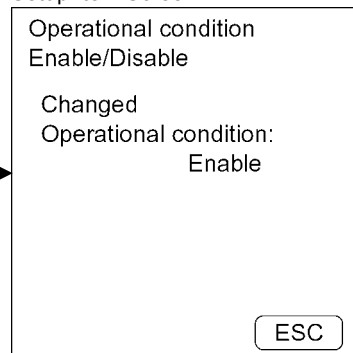 Operational condition
Enable/Disable
Changed
Operational condition:
Enable
ESC